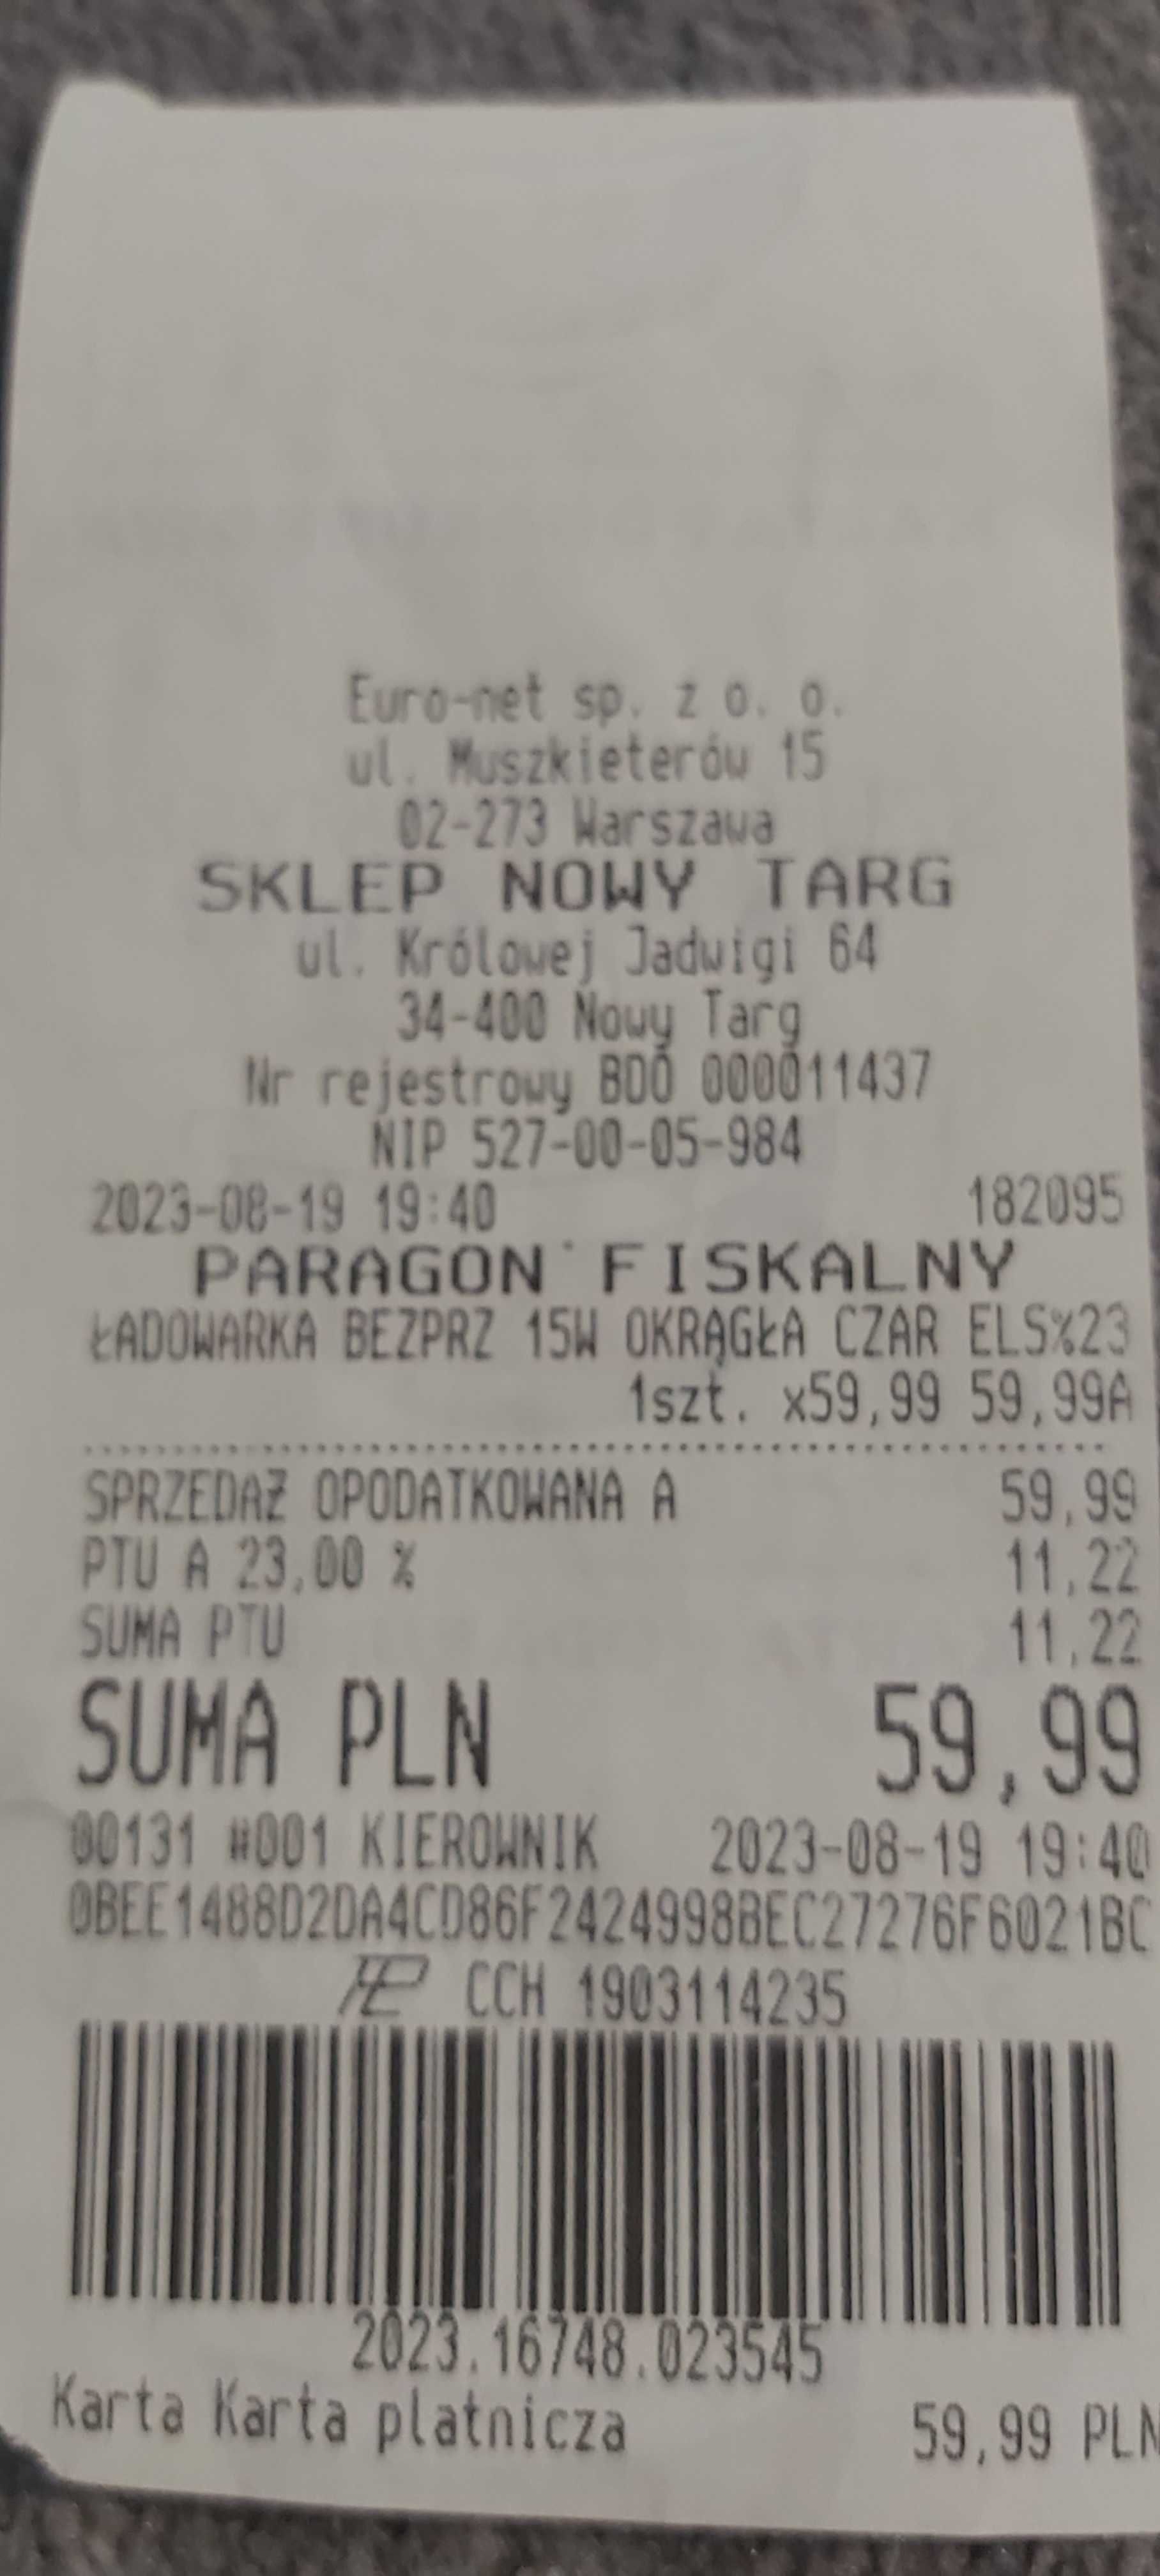 Euro-net sp. z o. o.
ul. Muszkieterów 15
02-273 Warszawa
SKLEP NOWY TARG
ul. Królowej Jadwigi 64
34-400 Nowy Targ
Nr rejestrowy BDO 000011437
NIP 527-00-05-984
2023-08-19 19:40 182095
PARAGON FISKALNY
ŁADOWARKA BEZPRZ 15W OKRĄGŁA CZAR ELS%23
1szt. x59,99 59,99A
SPRZEDAŻ OPODATKOWANA A 59,99
PTU A 23,00 % 11,22
SUMA PTU 11,22
SUMA PLN 59,99
00131 #001 KIEROWNIK 2023-08-19 19:40
0BEE1488D2DA4CD86F2424998BEC27276F6021BC
CCH 1903114235
2023.16748.023545
Karta Karta płatnicza 59,99 PLN